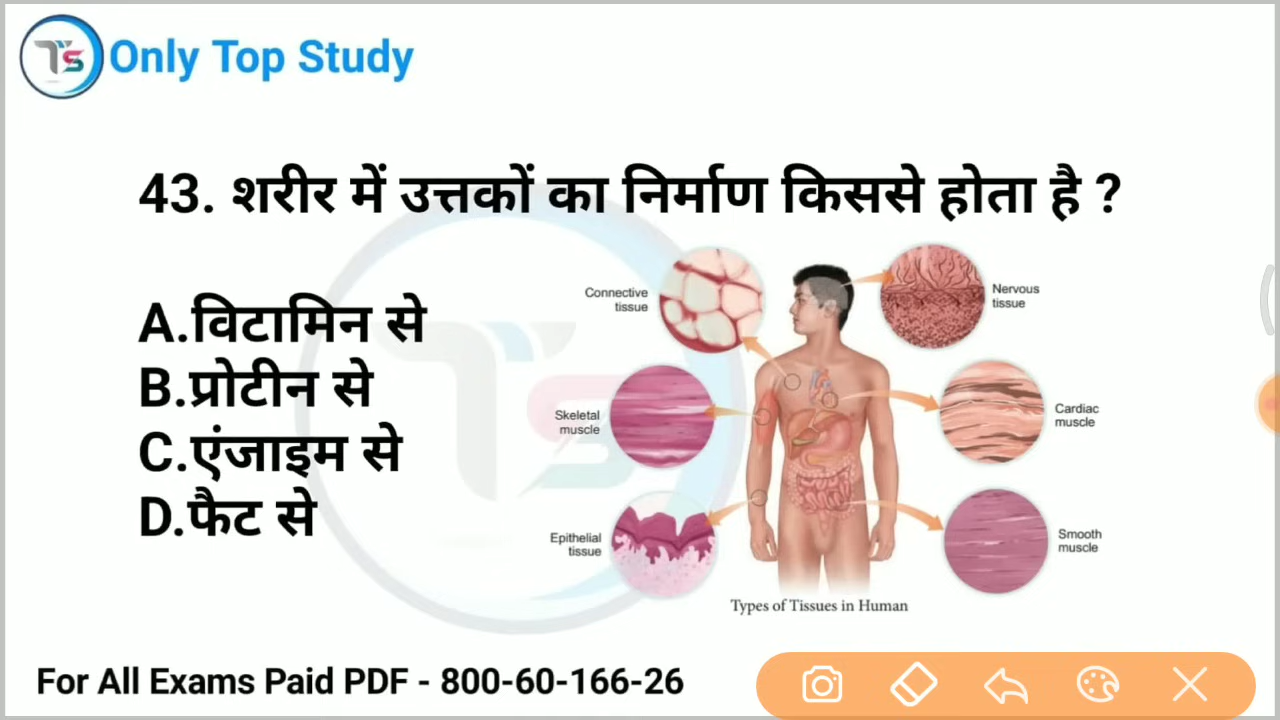 Only Top Study
43. शरीर में उत्तकों का निर्माण किससे होता है ?
A.विटामिन से
B.प्रोटीन से
C.एंजाइम से
D.फैट से
Connective
tissue
Nervous
tissue
Skeletal
muscle
Cardiac
muscle
Epithelial
tissue
Smooth
muscle
Types of Tissues in Human
For All Exams Paid PDF - 800-60-166-26